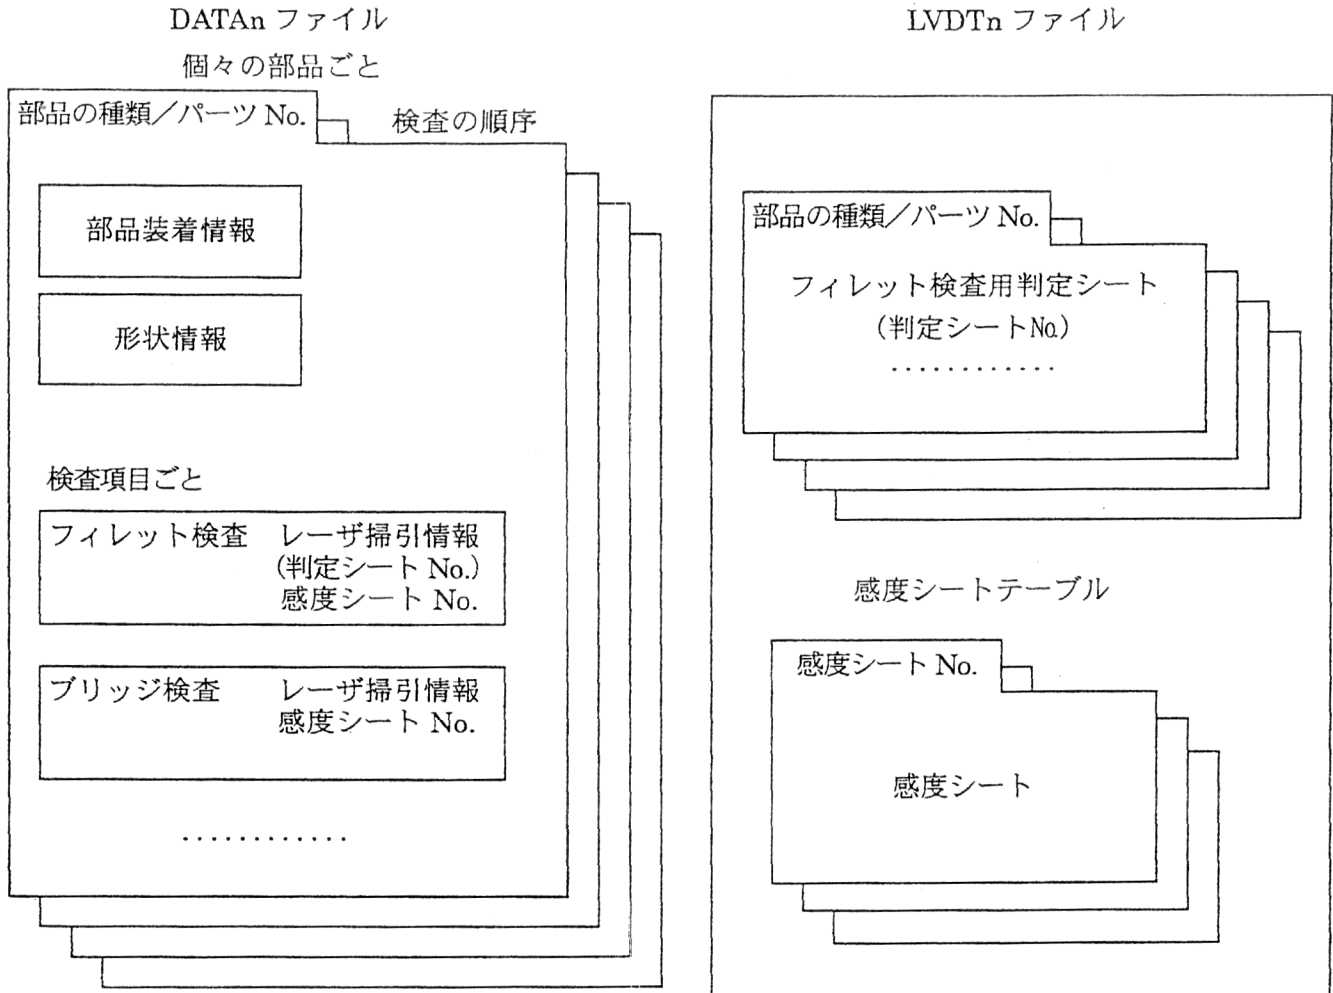 DATAn ファイル
個々の部品ごと
部品の種類／パーツ No.
検査の順序
部品装着情報
形状情報
検査項目ごと
フィレット検査 レーザ掃引情報
(判定シート No.)
感度シート No.
ブリッジ検査 レーザ掃引情報
感度シート No.
............
LVDTn ファイル
部品の種類／パーツ No.
フィレット検査用判定シート
(判定シート№)
............
感度シートテーブル
感度シート No.
感度シート